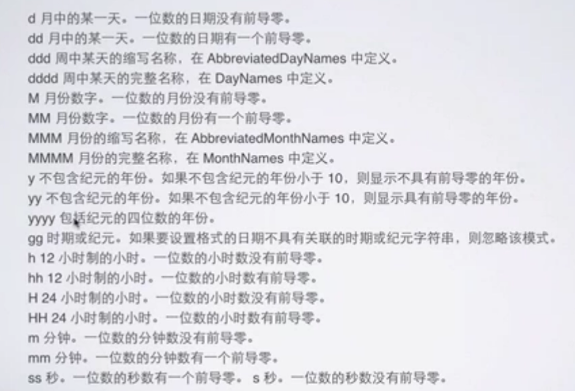 d 月中的某一天。一位数的日期没有前导零。
dd 月中的某一天。一位数的日期有一个前导零。
ddd 周中某天的缩写名称，在 AbbreviatedDayNames 中定义。
dddd 周中某天的完整名称，在 DayNames 中定义。
M 月份数字。一位数的月份没有前导零。
MM 月份数字。一位数的月份有一个前导零。
MMM 月份的缩写名称，在 AbbreviatedMonthNames 中定义。
MMMM 月份的完整名称，在 MonthNames 中定义。
y 不包含纪元的年份。如果不包含纪元的年份小于 10，则显示不具有前导零的年份。
yy 不包含纪元的年份。如果不包含纪元的年份小于 10，则显示具有前导零的年份。
yyyy 包括纪元的四位数的年份。
gg 时期或纪元。如果要设置格式的日期不具有关联的时期或纪元字符串，则忽略该模式。
h 12 小时制的小时。一位数的小时数没有前导零。
hh 12 小时制的小时。一位数的小时数有前导零。
H 24 小时制的小时。一位数的小时数没有前导零。
HH 24 小时制的小时。一位数的小时数有前导零。
m 分钟。一位数的分钟数没有前导零。
mm 分钟。一位数的分钟数有一个前导零。
ss 秒。一位数的秒数有一个前导零。 s 秒。一位数的秒数没有前导零。